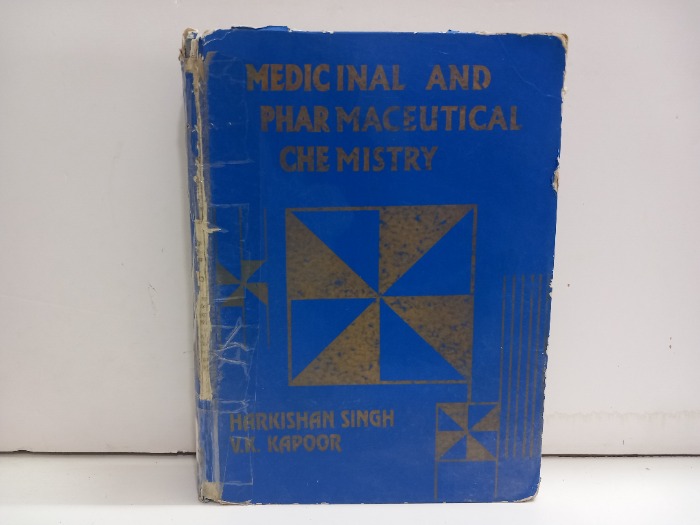 MEDICINAL AND
PHARMACEUTICAL
CHEMISTRY
HARKISHAN SINGH
V.K. KAPOOR